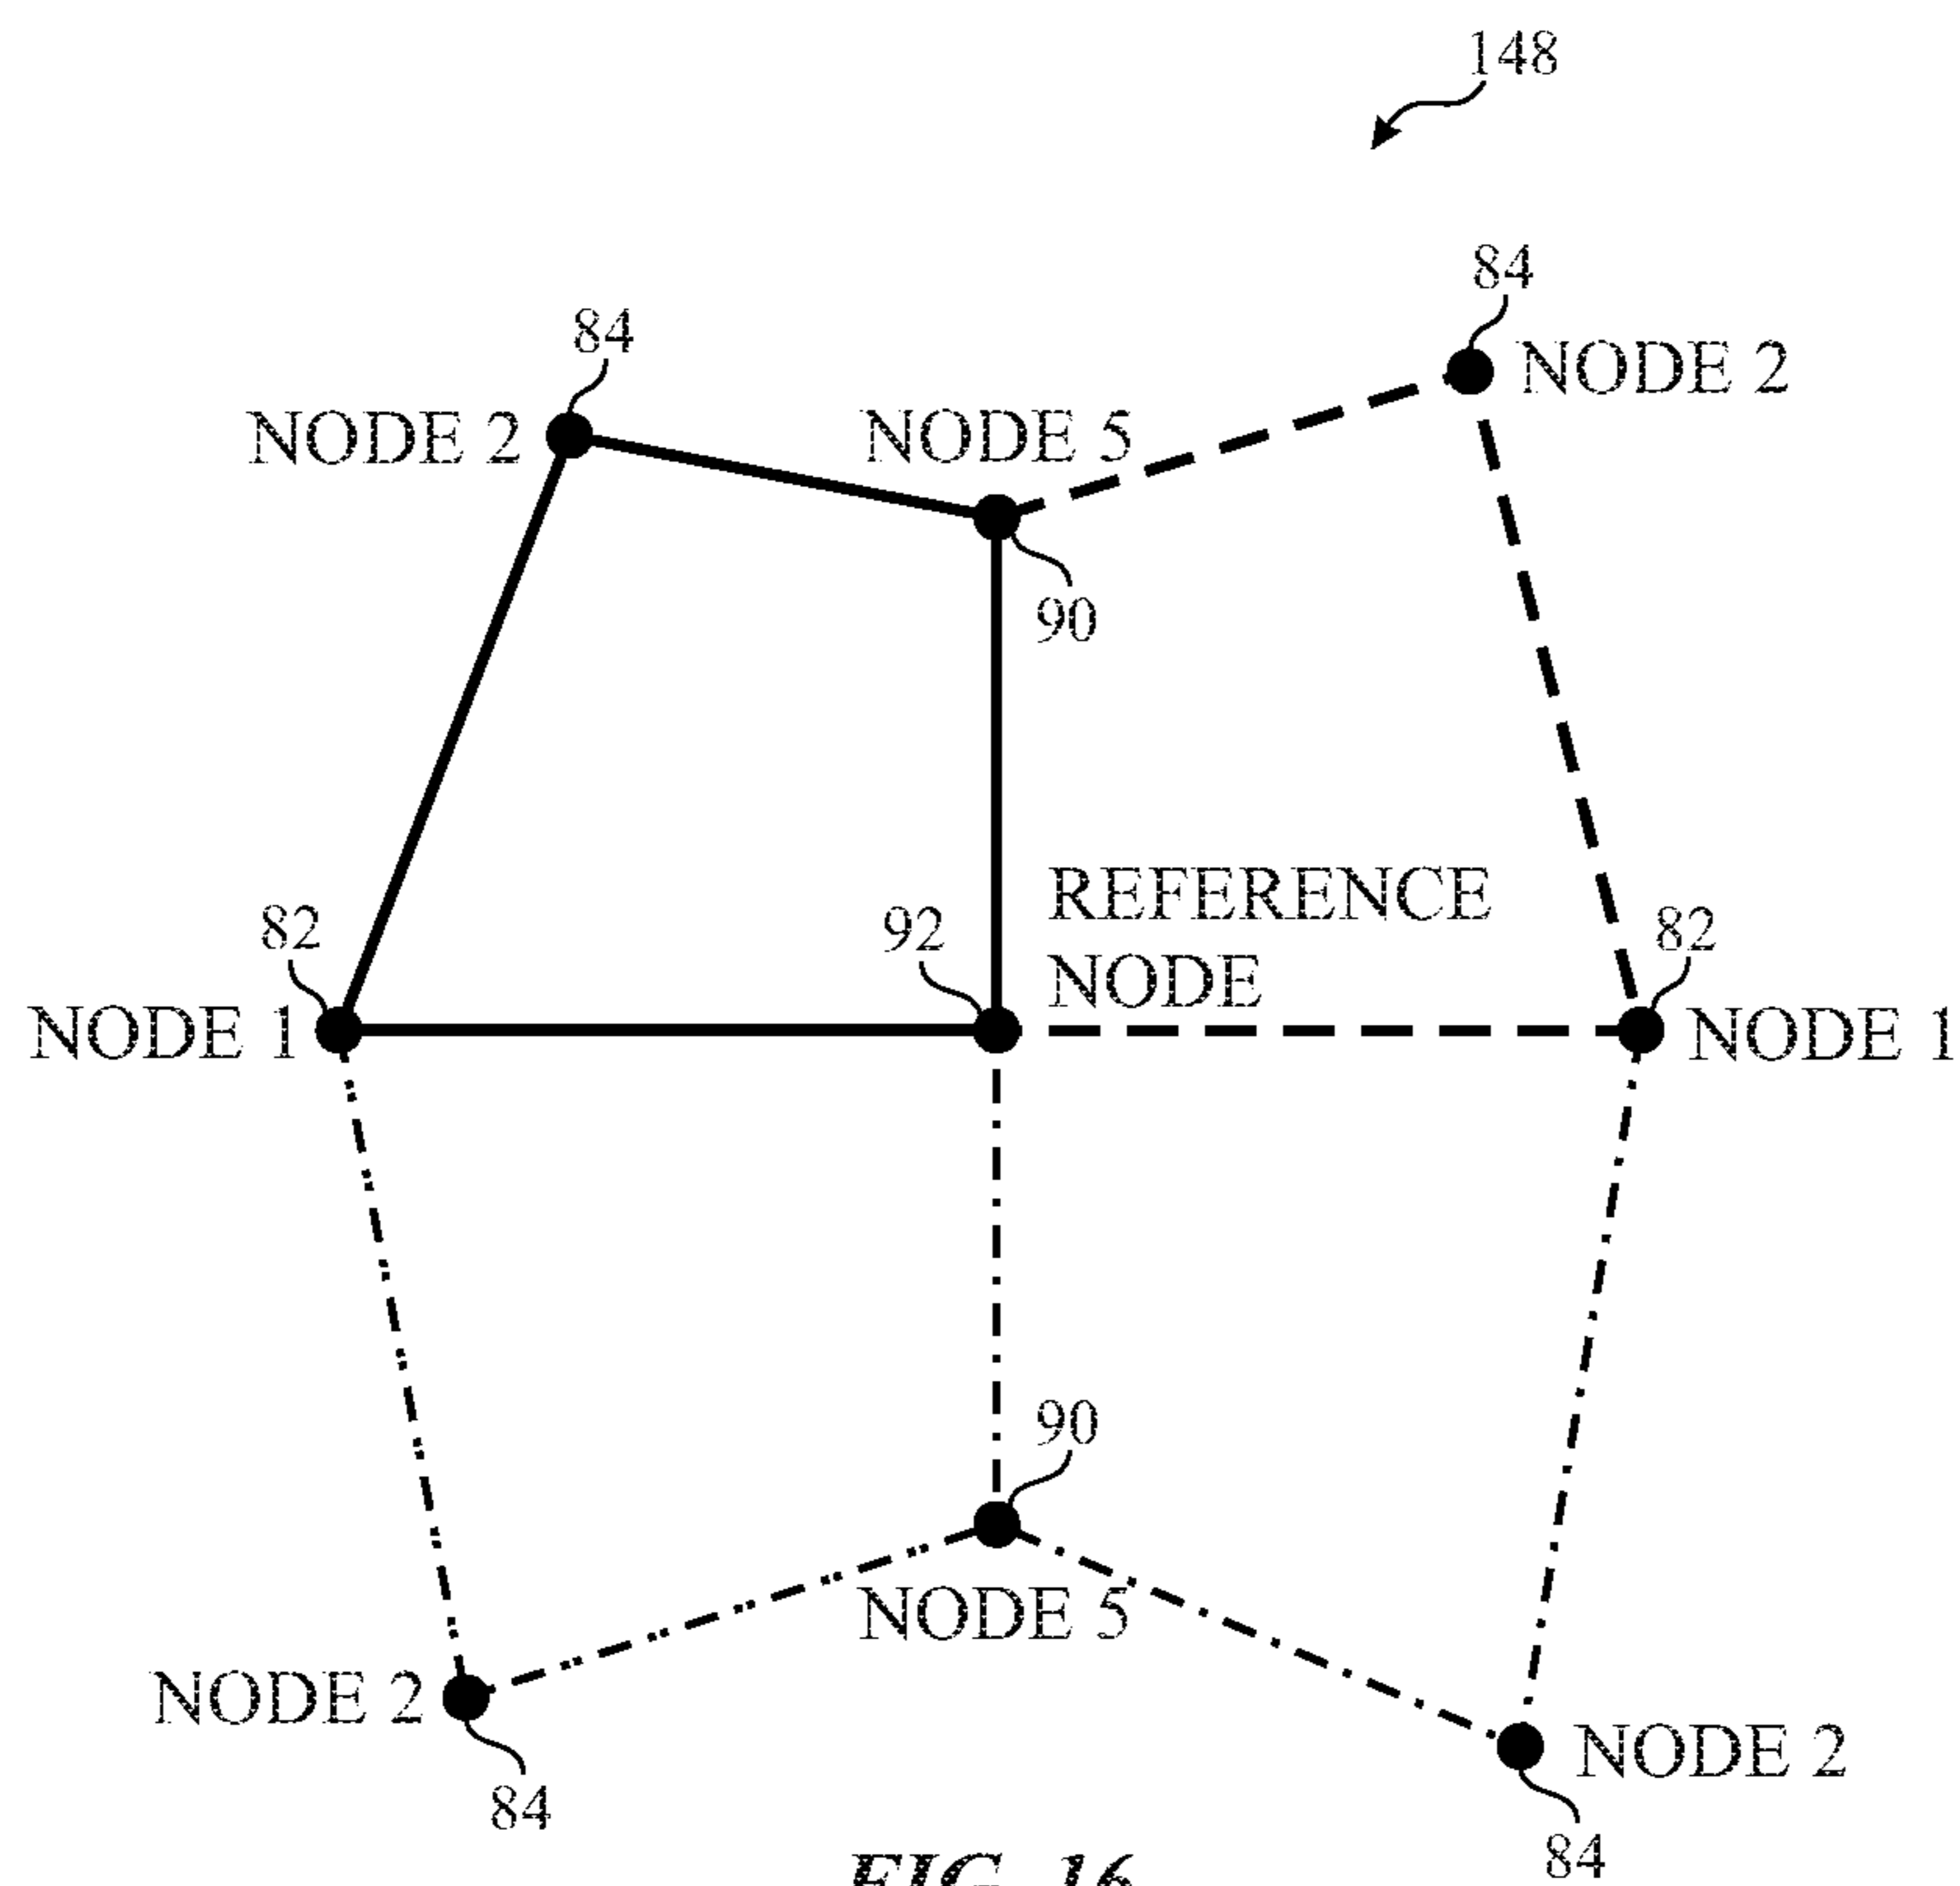 148
84
84
NODE 2
NODE 2
NODE 5
90
REFERENCE
NODE
82
92
82
NODE 1
NODE 1
90
NODE 5
NODE 2
NODE 2
84
84
FIG. 16